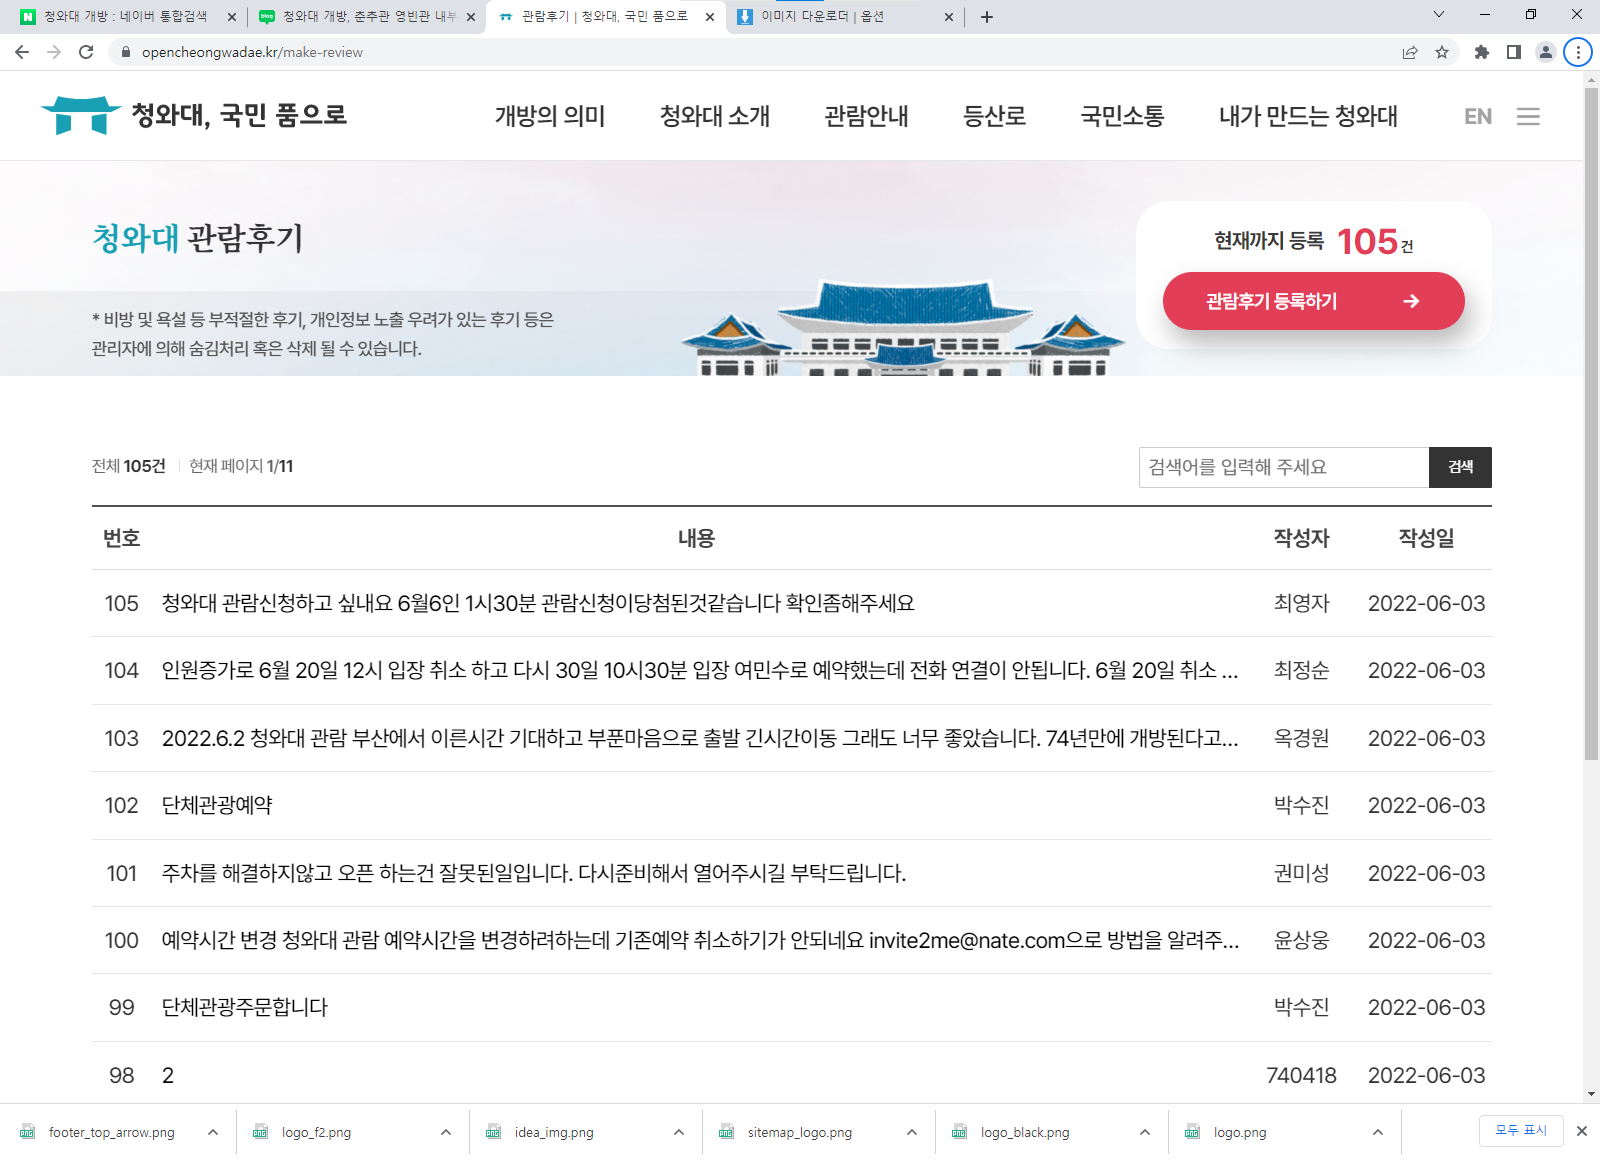 청와대 개방 : 네이버 통합검색
청와대 개방, 춘추관 영빈관 내부
관람후기 | 청와대, 국민 품으로
이미지 다운로더 | 옵션
opencheongwadae.kr/make-review
청와대, 국민 품으로
개방의 의미
청와대 소개
관람안내
등산로
국민소통
내가 만드는 청와대
EN
청와대 관람후기
현재까지 등록 105건
관람후기 등록하기
* 비방 및 욕설 등 부적절한 후기, 개인정보 노출 우려가 있는 후기 등은
관리자에 의해 숨김처리 혹은 삭제 될 수 있습니다.
전체 105건 현재 페이지 1/11
검색어를 입력해 주세요
검색
번호 내용 작성자 작성일
105 청와대 관람신청하고 싶내요 6월6인 1시30분 관람신청이당첨된것같습니다 확인좀해주세요 최영자 2022-06-03
104 인원증가로 6월 20일 12시 입장 취소 하고 다시 30일 10시30분 입장 여민수로 예약했는데 전화 연결이 안됩니다. 6월 20일 취소 ... 최정순 2022-06-03
103 2022.6.2 청와대 관람 부산에서 이른시간 기대하고 부푼마음으로 출발 긴시간이동 그래도 너무 좋았습니다. 74년만에 개방된다고... 옥경원 2022-06-03
102 단체관광예약 박수진 2022-06-03
101 주차를 해결하지않고 오픈 하는건 잘못된일입니다. 다시준비해서 열어주시길 부탁드립니다. 권미성 2022-06-03
100 예약시간 변경 청와대 관람 예약시간을 변경하려하는데 기존예약 취소하기가 안되네요 invite2me@nate.com으로 방법을 알려주... 윤상웅 2022-06-03
99 단체관광주문합니다 박수진 2022-06-03
98 2 740418 2022-06-03
footer_top_arrow.png
logo_f2.png
idea_img.png
sitemap_logo.png
logo_black.png
logo.png
모두 표시